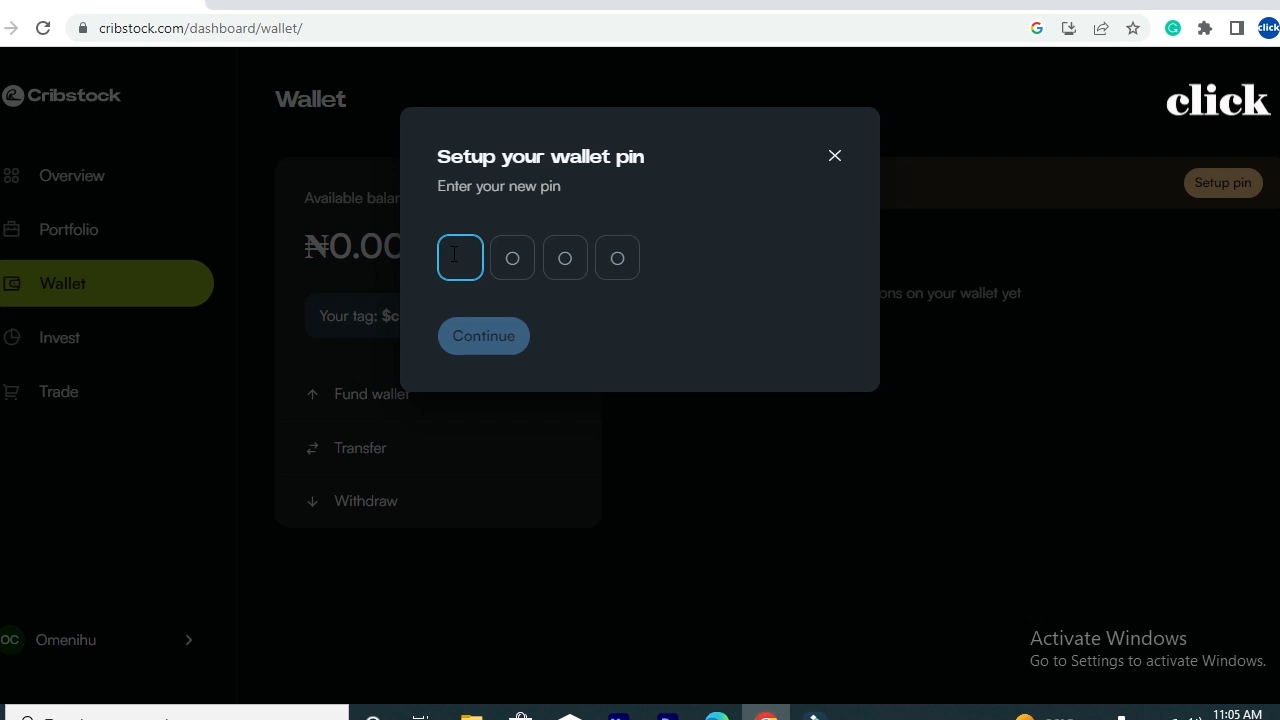 cribstock.com/dashboard/wallet/
click
Cribstock
Wallet
click
Setup your wallet pin
Enter your new pin
Setup pin
Overview
Available balan
Portfolio
₦0.00
Wallet
ons on your wallet yet
Your tag: $c
Invest
Continue
Trade
Fund wallet
Transfer
Withdraw
OC Omenihu
Activate Windows
Go to Settings to activate Windows.
11:05 AM